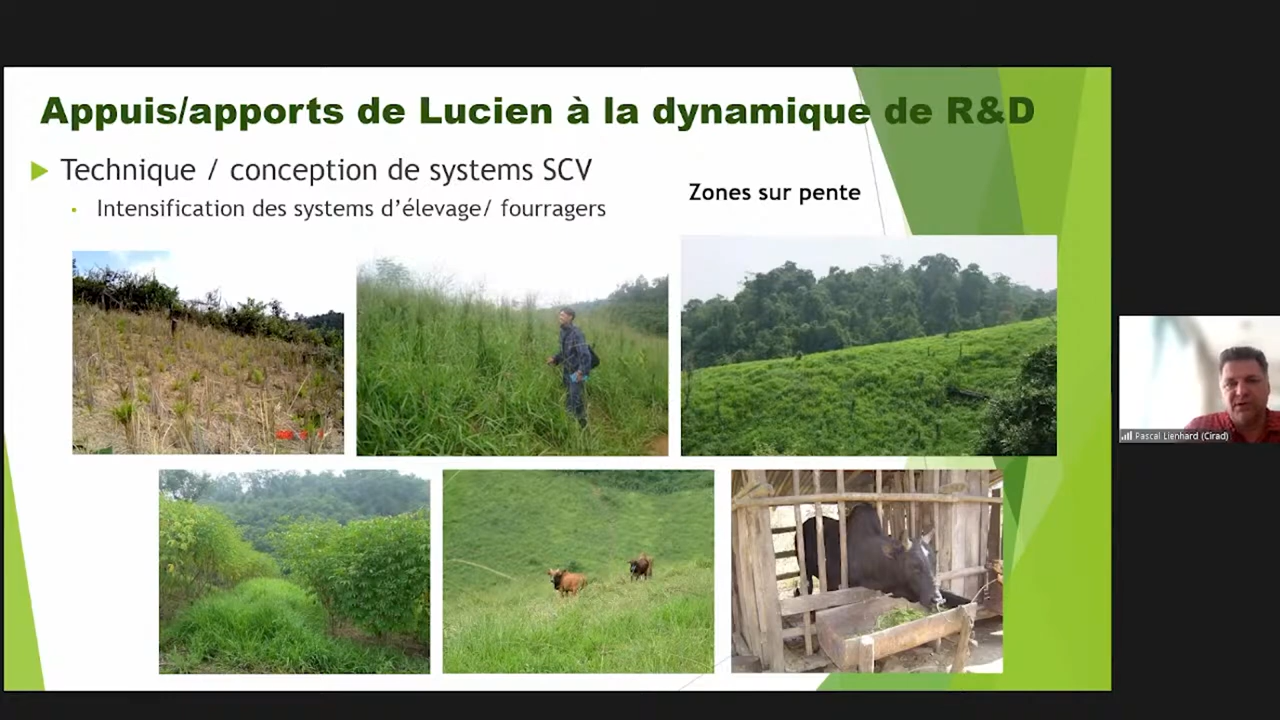 Appuis/apports de Lucien à la dynamique de R&D
Technique / conception de systems SCV
Zones sur pente
Intensification des systems d'élevage/ fourragers
Pascal Lienhard (Cirad)